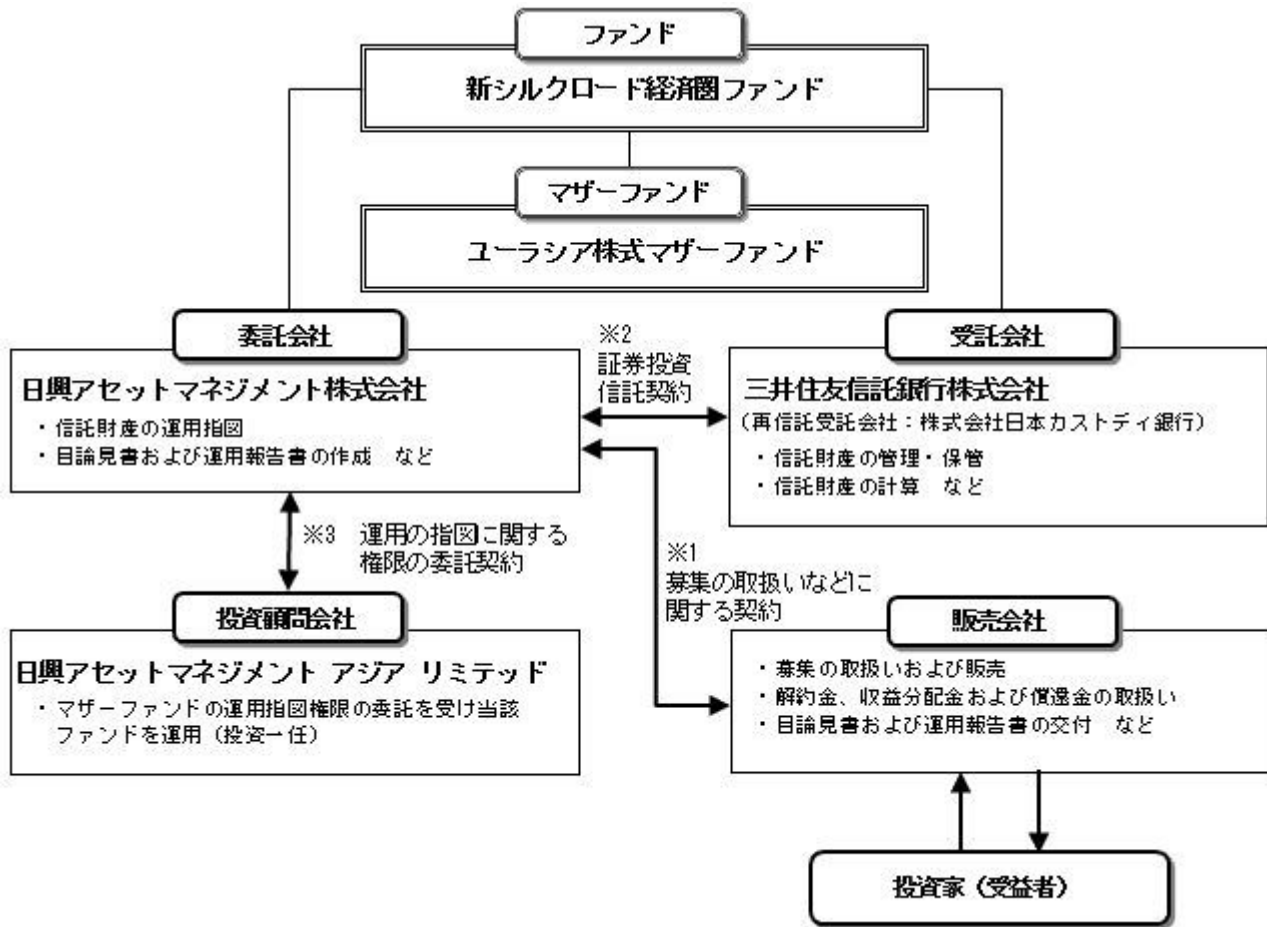 ファンド
新シルクロード経済圏ファンド
マザーファンド
ユーラシア株式マザーファンド
委託会社
日興アセットマネジメント株式会社
・信託財産の運用指図
・目論見書および運用報告書の作成　など
※2
証券投資
信託契約
受託会社
三井住友信託銀行株式会社
(再信託受託会社：株式会社日本カストディ銀行)
・信託財産の管理・保管
・信託財産の計算　など
※3　運用の指図に関する
権限の委託契約
※1
募集の取扱いなどに
関する契約
投資顧問会社
日興アセットマネジメント アジア リミテッド
・マザーファンドの運用指図権限の委託を受け当該
ファンドを運用（投資一任）
販売会社
・募集の取扱いおよび販売
・解約金、収益分配金および償還金の取扱い
・目論見書および運用報告書の交付　など
投資家（受益者）